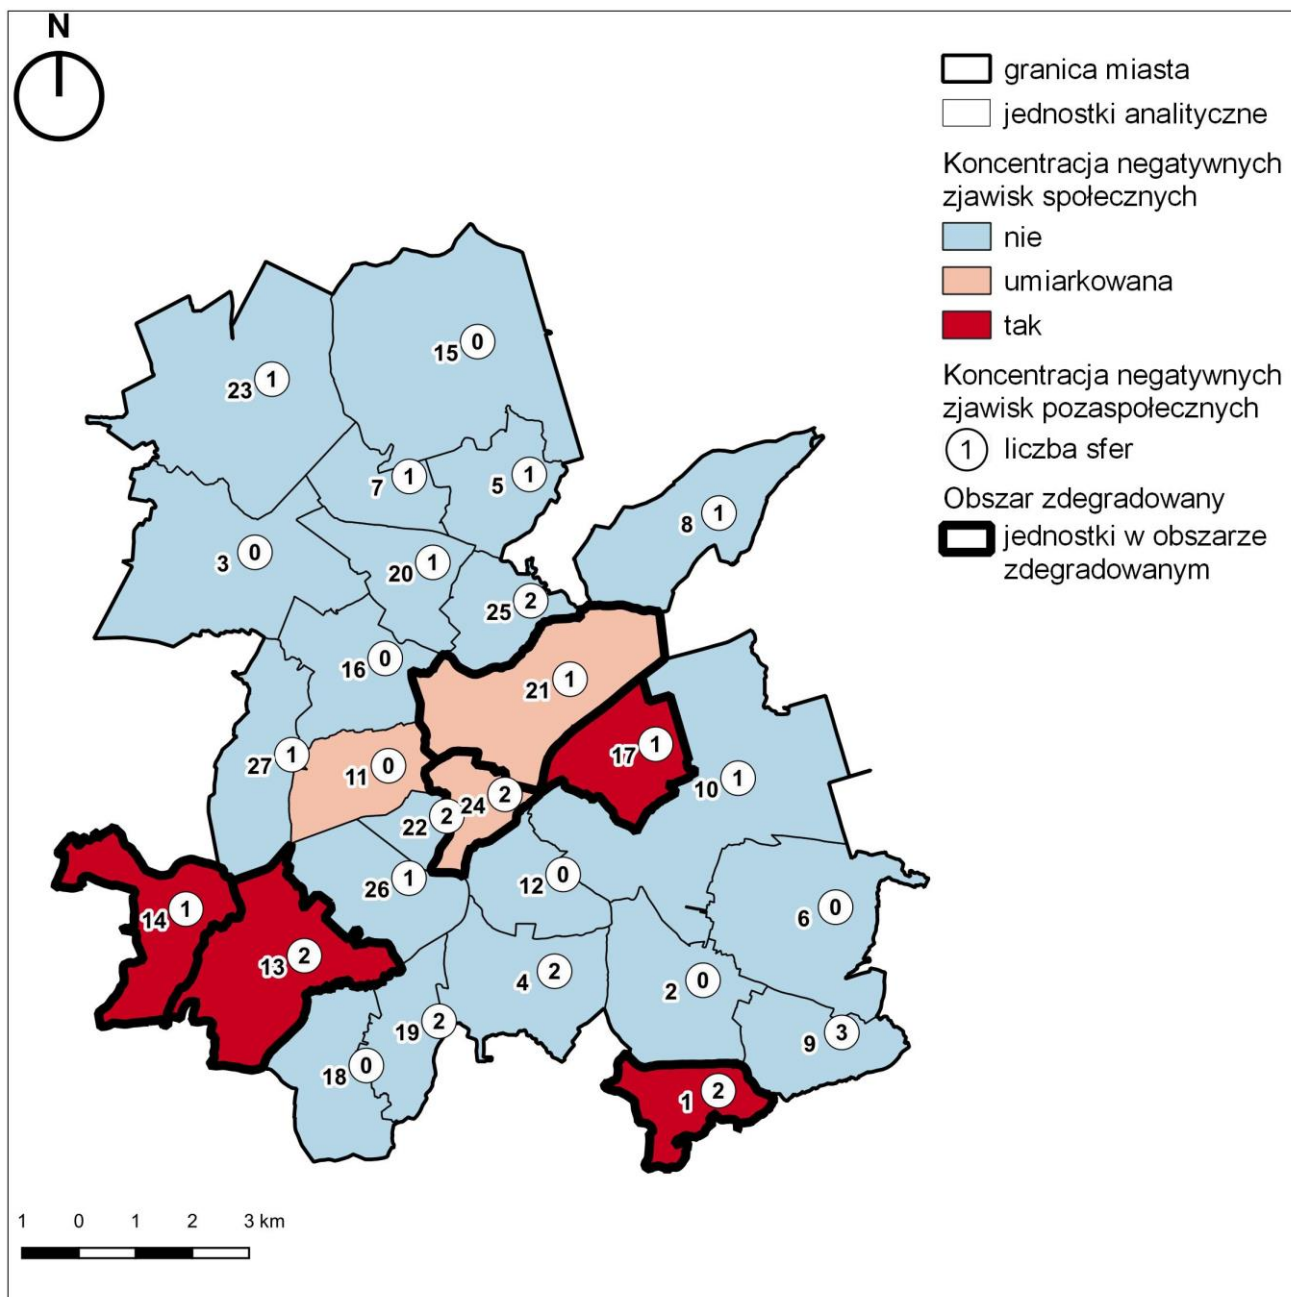 N
granica miasta
jednostki analityczne
Koncentracja negatywnych
zjawisk społecznych
nie
umiarkowana
tak
Koncentracja negatywnych
zjawisk pozaspołecznych
1 liczba sfer
Obszar zdegradowany
jednostki w obszarze
zdegradowanym
15 0
23 1
7 1
5 1
8 1
3 0
20 1
25 2
16 0
21 1
17 1
27 1
11 0
10 1
24 2
22 2
26 1
12 0
14 1
6 0
13 2
4 2
2 0
19 2
9 3
18 0
1 2
1 0 1 2 3 km